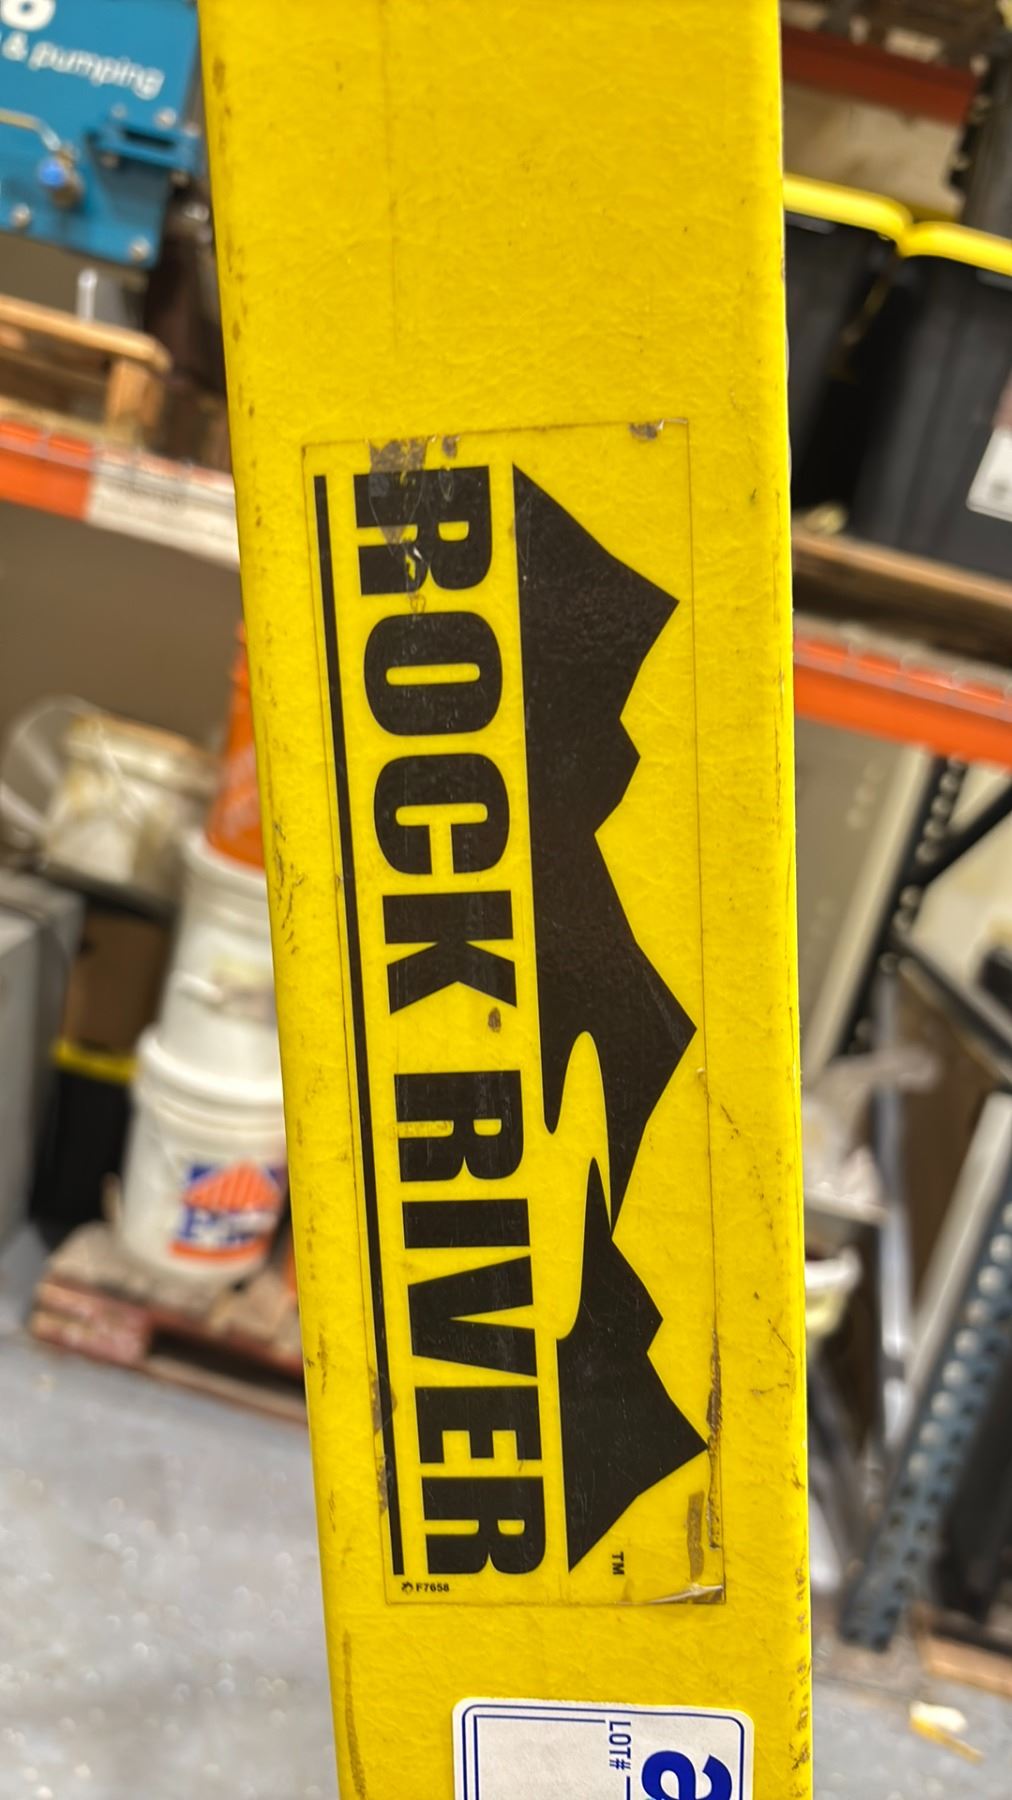 & pumping
ROCK RIVER
TM
F7658
LOT#
a